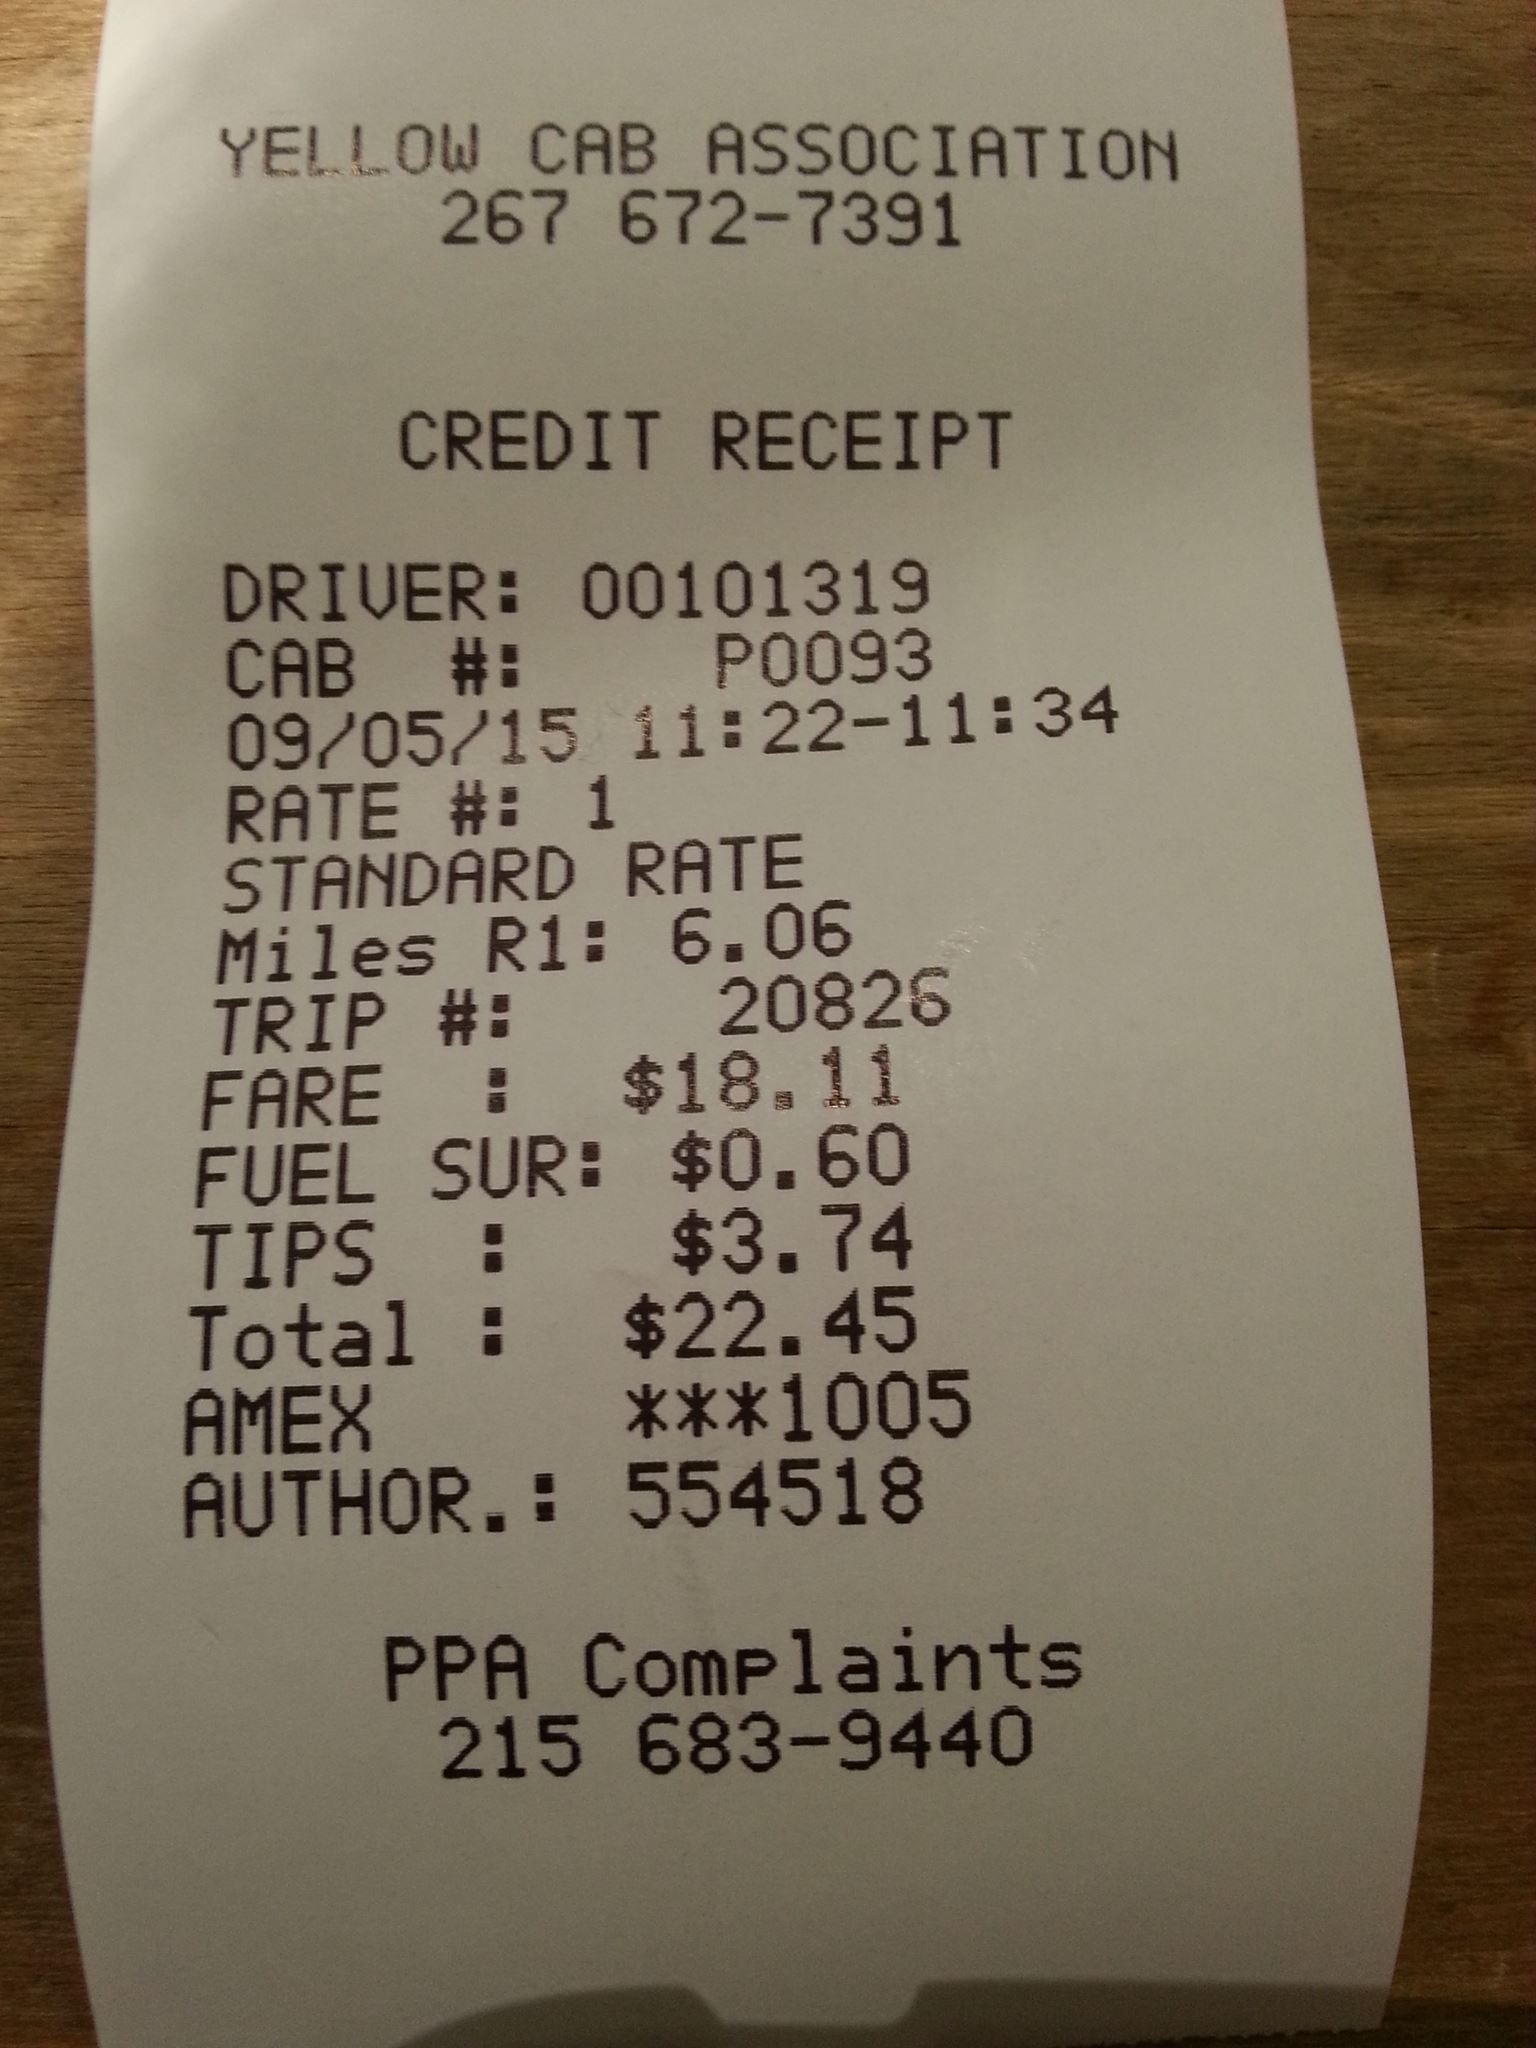 YELLOW CAB ASSOCIATION
267 672-7391
CREDIT RECEIPT
DRIVER: 00101319
CAB #: P0093
09/05/15 11:22-11:34
RATE #: 1
STANDARD RATE
Miles R1: 6.06
TRIP #: 20826
FARE : $18.11
FUEL SUR: $0.60
TIPS : $3.74
Total : $22.45
AMEX ***1005
AUTHOR.: 554518
PPA Complaints
215 683-9440